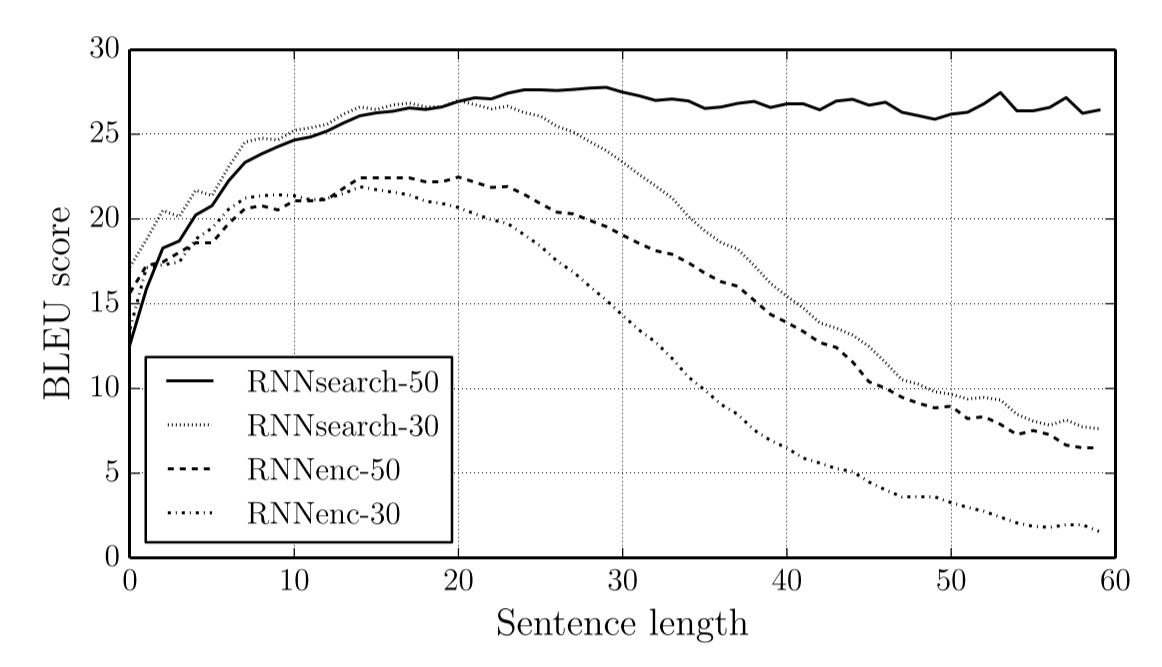 30
25
20
15
10
5
0
BLEU score
RNNsearch-50
RNNsearch-30
RNNenc-50
RNNenc-30
0 10 20 30 40 50 60
Sentence length